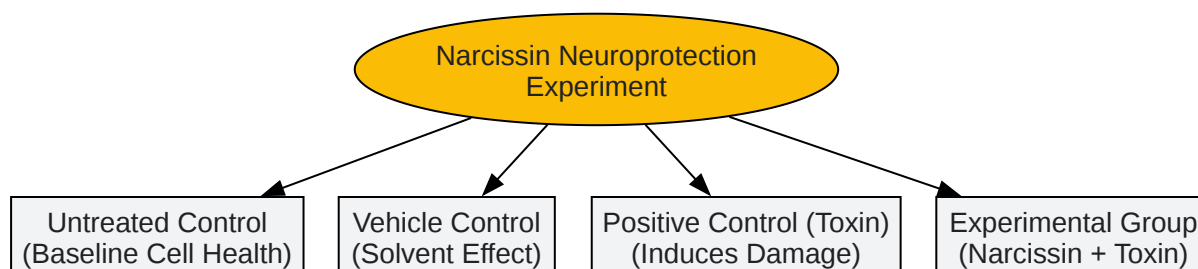 Narcissin Neuroprotection
Experiment
Untreated Control
(Baseline Cell Health)
Vehicle Control
(Solvent Effect)
Positive Control (Toxin)
(Induces Damage)
Experimental Group
(Narcissin + Toxin)